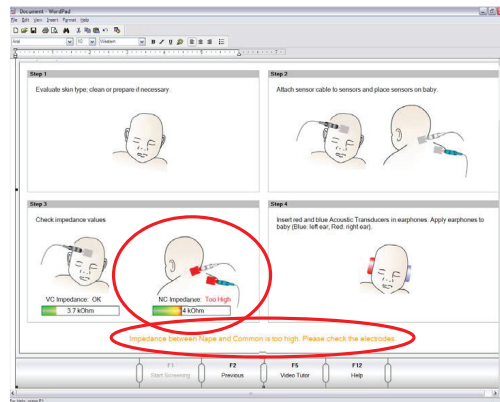 Document - WordPad
File Edit View Insert Format Help
Arial
10
Western
Step 1
Evaluate skin type; clean or prepare if necessary.
Step 2
Attach sensor cable to sensors and place sensors on baby.
Step 3
Check impedance values
VC Impedance: OK
3.7 kOhm
NC Impedance: Too High
4 kOhm
Step 4
Insert red and blue Acoustic Transducers in earphones. Apply earphones to
baby (Blue: left ear, Red: right ear).
Impedance between Nape and Common is too high. Please check the electrodes.
F1
Start Screening
F2
Previous
F5
Video Tutor
F12
Help